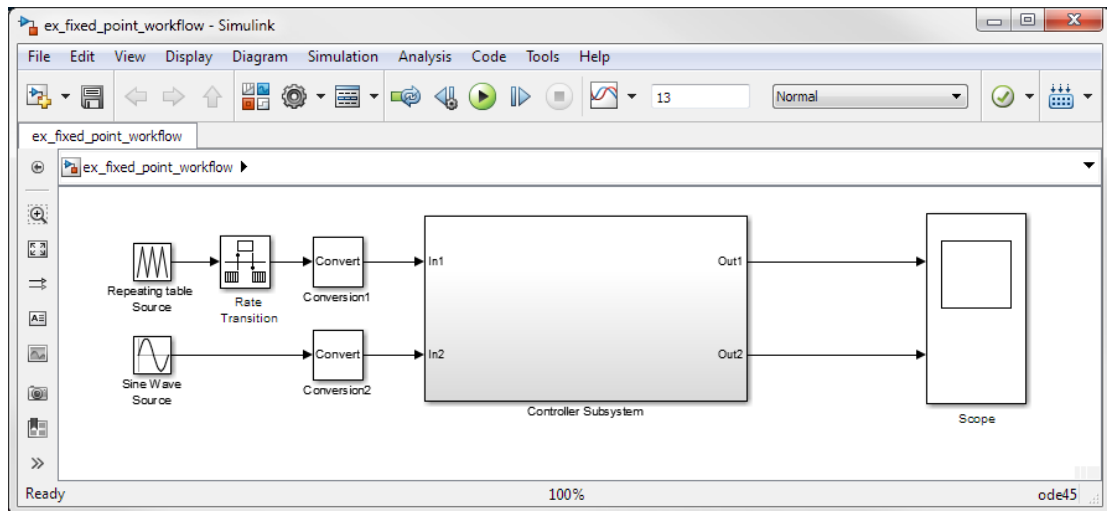 ex_fixed_point_workflow - Simulink
File Edit View Display Diagram Simulation Analysis Code Tools Help
13 Normal
ex_fixed_point_workflow
ex_fixed_point_workflow
Convert In1 Out1
Repeating table
Source
Rate
Transition
Conversion1
Convert In2 Out2
Sine Wave
Source
Conversion2
Controller Subsystem
Scope
Ready 100% ode45